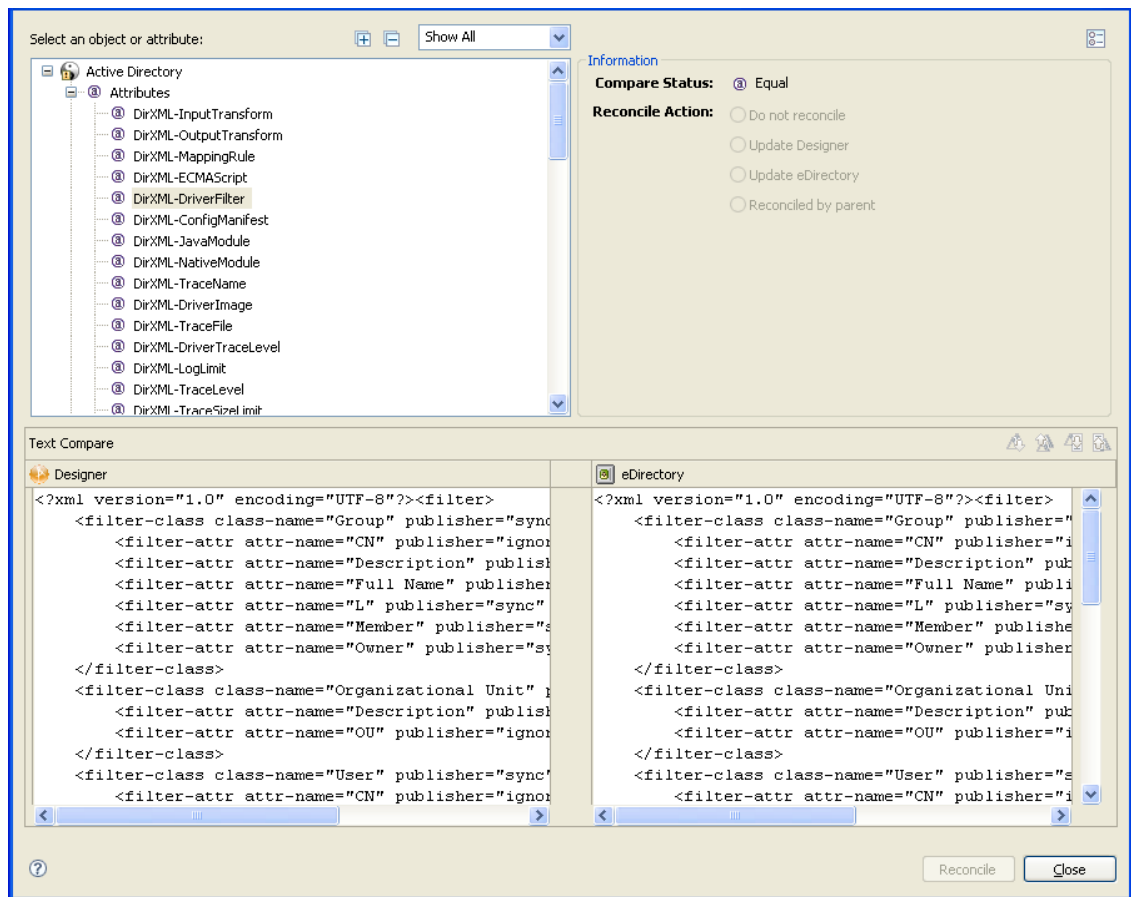 Select an object or attribute:
Show All
Active Directory
Attributes
DirXML-InputTransform
DirXML-OutputTransform
DirXML-MappingRule
DirXML-ECMAScript
DirXML-DriverFilter
DirXML-ConfigManifest
DirXML-JavaModule
DirXML-NativeModule
DirXML-TraceName
DirXML-DriverImage
DirXML-TraceFile
DirXML-DriverTraceLevel
DirXML-LogLimit
DirXML-TraceLevel
DirXML-TraceSizeLimit
Information
Compare Status: Equal
Reconcile Action: Do not reconcile
Update Designer
Update eDirectory
Reconciled by parent
Text Compare
Designer
<?xml version="1.0" encoding="UTF-8"?><filter>
<filter-class class-name="Group" publisher="sync
<filter-attr attr-name="CN" publisher="ignor
<filter-attr attr-name="Description" publish
<filter-attr attr-name="Full Name" publisher
<filter-attr attr-name="L" publisher="sync"
<filter-attr attr-name="Member" publisher="s
<filter-attr attr-name="Owner" publisher="sy
</filter-class>
<filter-class class-name="Organizational Unit" p
<filter-attr attr-name="Description" publish
<filter-attr attr-name="OU" publisher="ignor
</filter-class>
<filter-class class-name="User" publisher="sync"
<filter-attr attr-name="CN" publisher="ignor
eDirectory
<?xml version="1.0" encoding="UTF-8"?><filter>
<filter-class class-name="Group" publisher="
<filter-attr attr-name="CN" publisher="i
<filter-attr attr-name="Description" pub
<filter-attr attr-name="Full Name" publi
<filter-attr attr-name="L" publisher="sy
<filter-attr attr-name="Member" publishe
<filter-attr attr-name="Owner" publisher
</filter-class>
<filter-class class-name="Organizational Uni
<filter-attr attr-name="Description" pub
<filter-attr attr-name="OU" publisher="i
</filter-class>
<filter-class class-name="User" publisher="s
<filter-attr attr-name="CN" publisher="i
Reconcile
Close